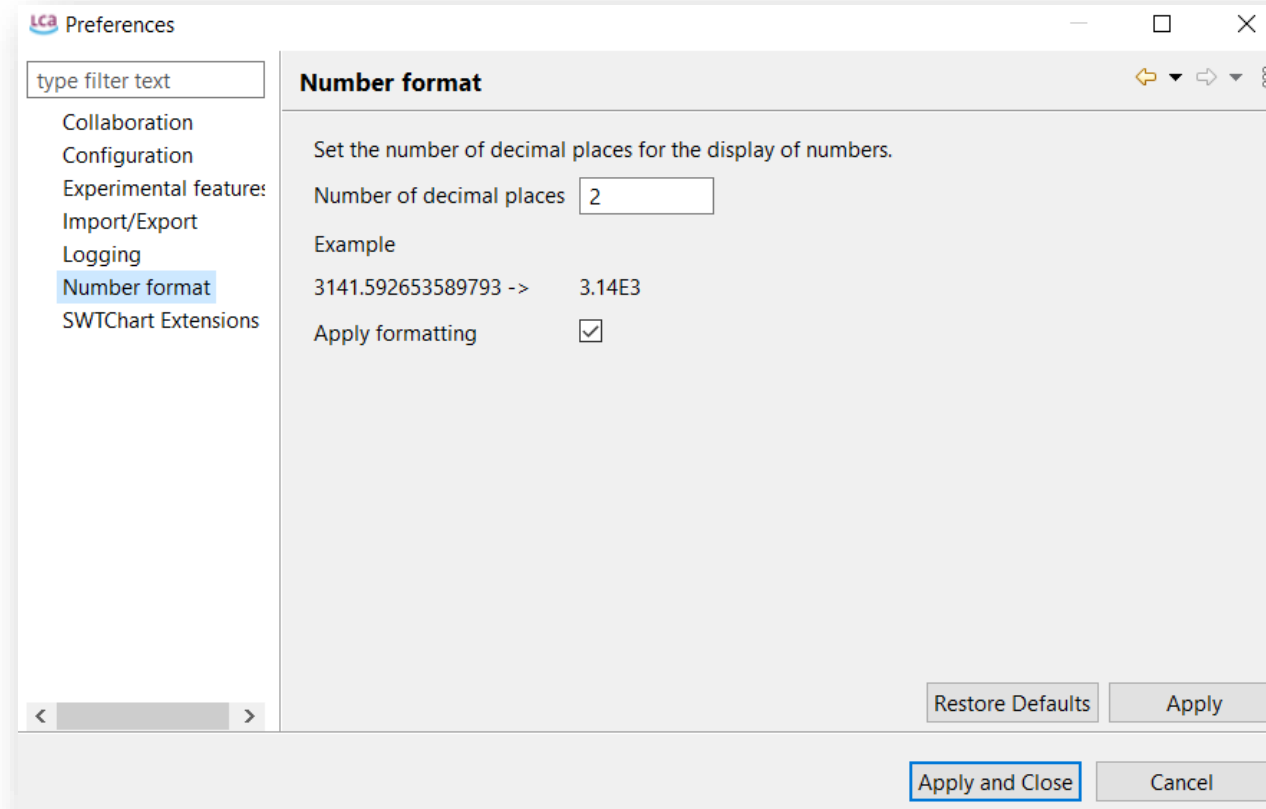 LCA Preferences
type filter text
Collaboration
Configuration
Experimental features
Import/Export
Logging
Number format
SWTChart Extensions
Number format
Set the number of decimal places for the display of numbers.
Number of decimal places 2
Example
3141.592653589793 -> 3.14E3
Apply formatting
Restore Defaults Apply
Apply and Close Cancel